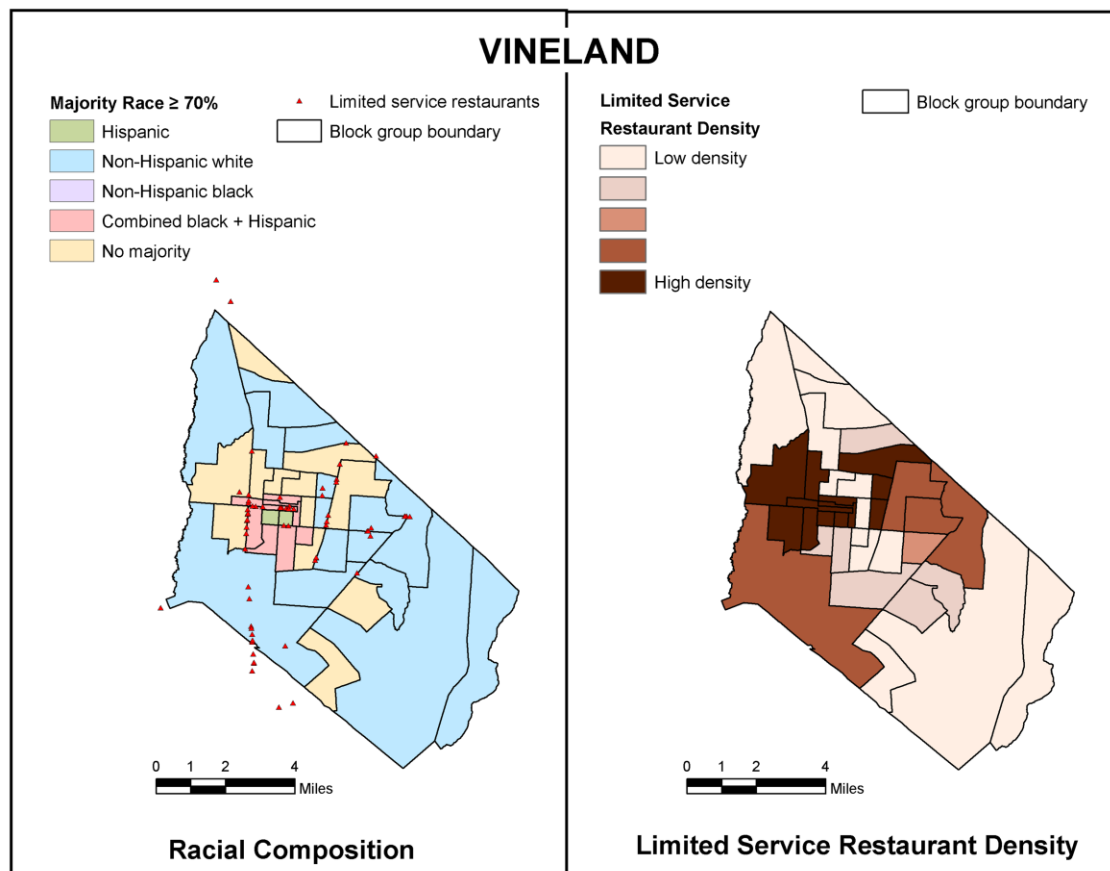 VINELAND
Majority Race ≥ 70%
Hispanic
Non-Hispanic white
Non-Hispanic black
Combined black + Hispanic
No majority
Limited service restaurants
Block group boundary
0 1 2 4
Miles
Racial Composition
Limited Service
Restaurant Density
Low density
High density
Block group boundary
0 1 2 4
Miles
Limited Service Restaurant Density